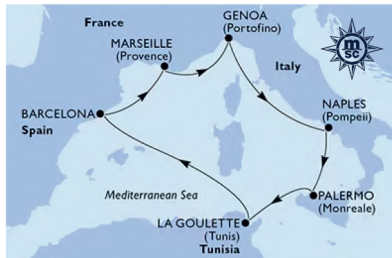 France
GENOA
(Portofino)
msc
MARSEILLE
(Provence)
Italy
BARCELONA
Spain
NAPLES
(Pompeii)
Mediterranean Sea
PALERMO
(Monreale)
LA GOULETTE
(Tunis)
Tunisia